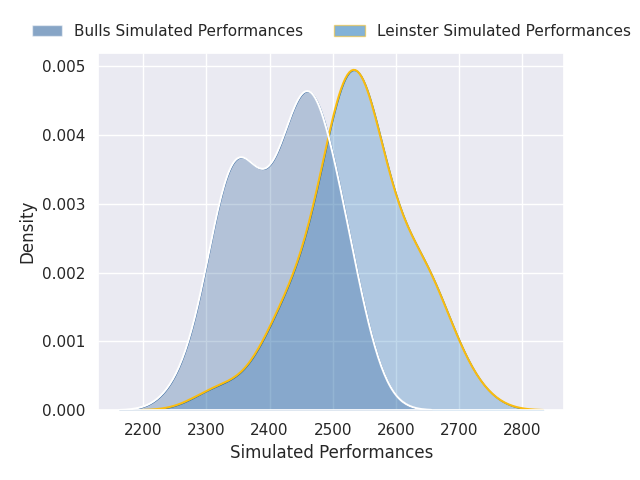 Bulls Simulated Performances
Leinster Simulated Performances
0.005
0.004
0.003
0.002
0.001
0.000
Density
2200 2300 2400 2500 2600 2700 2800
Simulated Performances